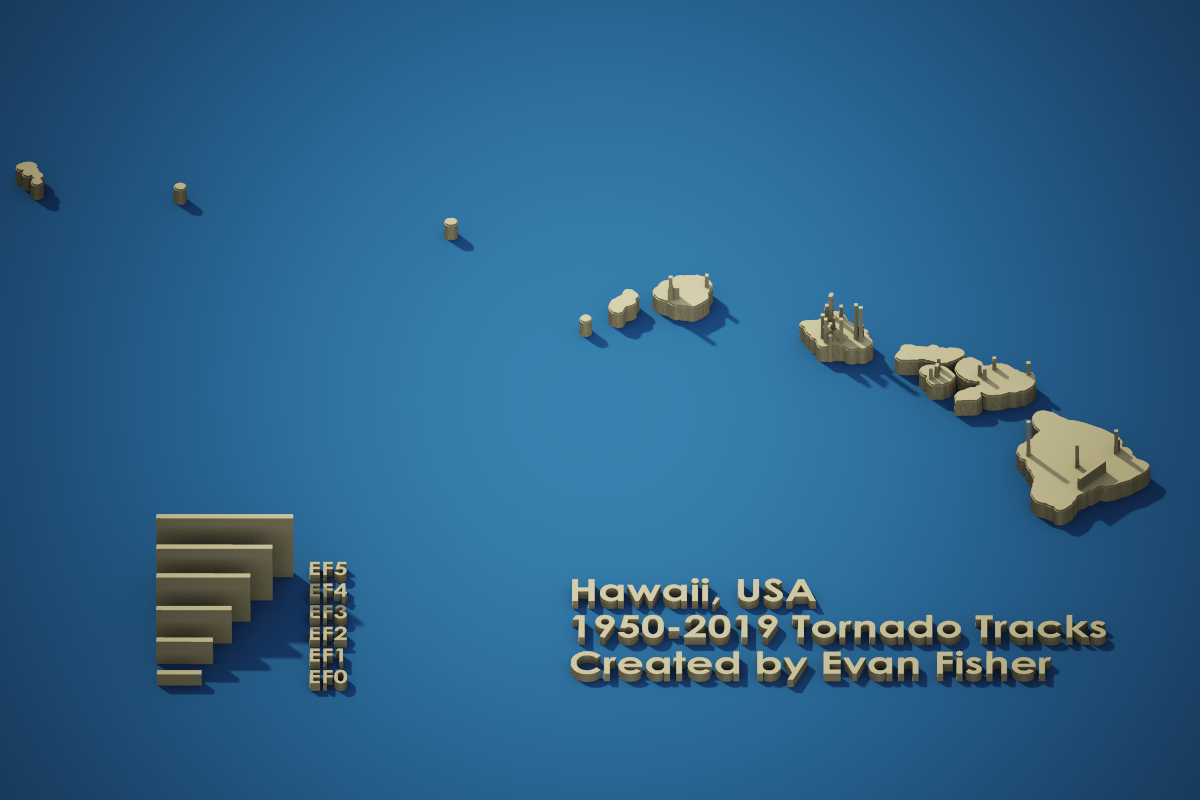 EF5
EF4
EF3
EF2
EF1
EF0
Hawaii, USA
1950-2019 Tornado Tracks
Created by Evan Fisher